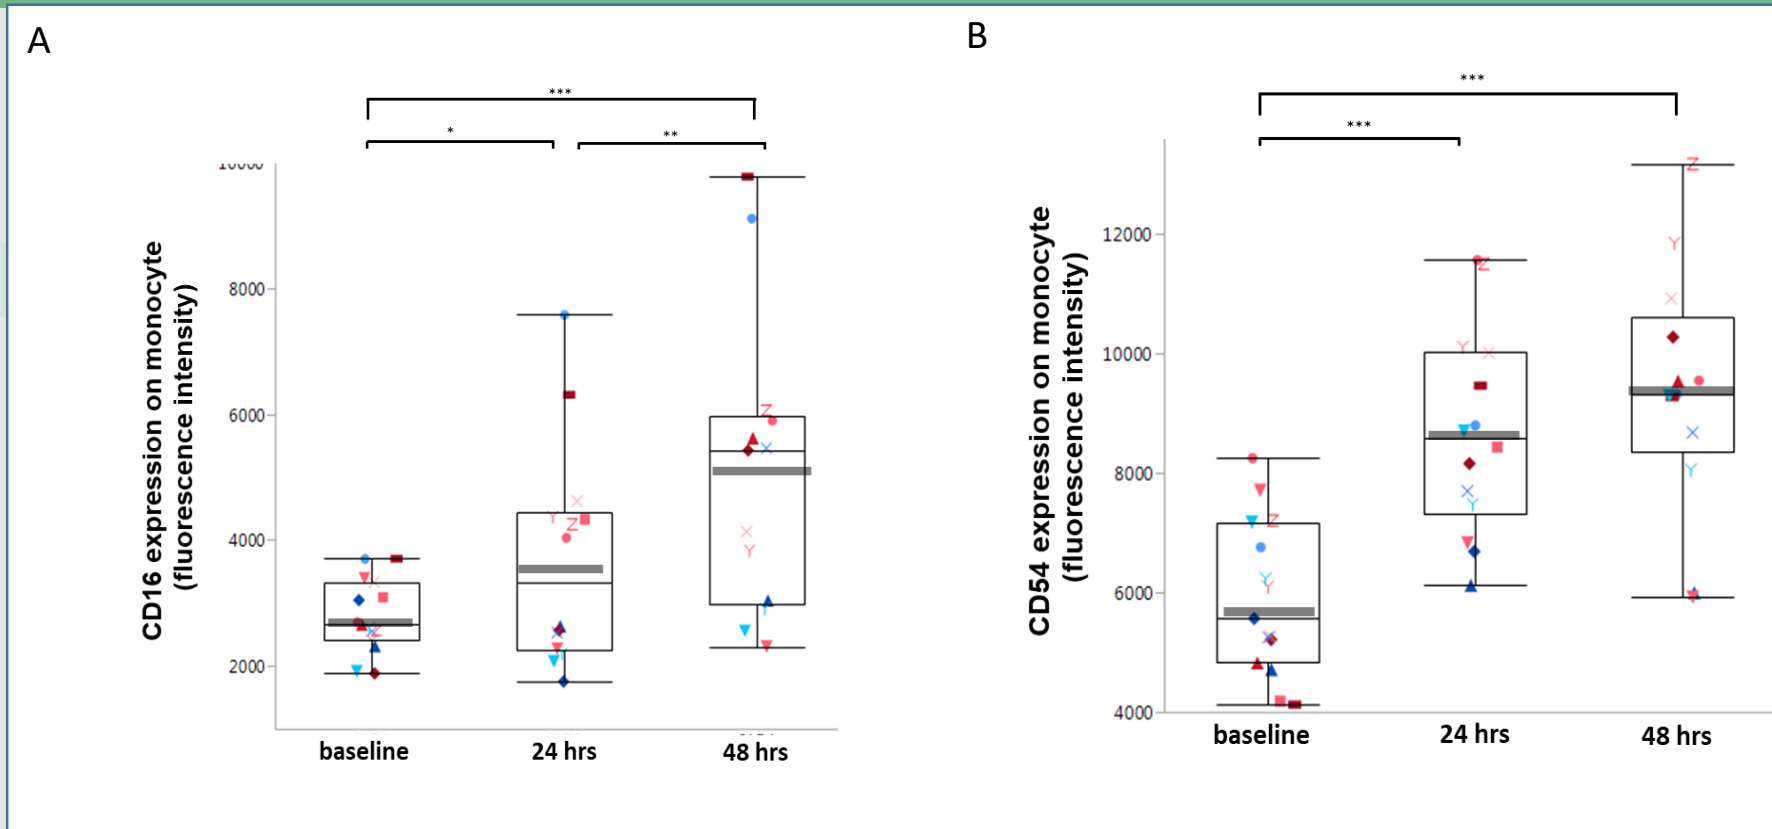 A
B
***
*
**
***
***
CD16 expression on monocyte
(fluorescence intensity)
10000
8000
6000
4000
2000
baseline
24 hrs
48 hrs
CD54 expression on monocyte
(fluorescence intensity)
12000
10000
8000
6000
4000
baseline
24 hrs
48 hrs